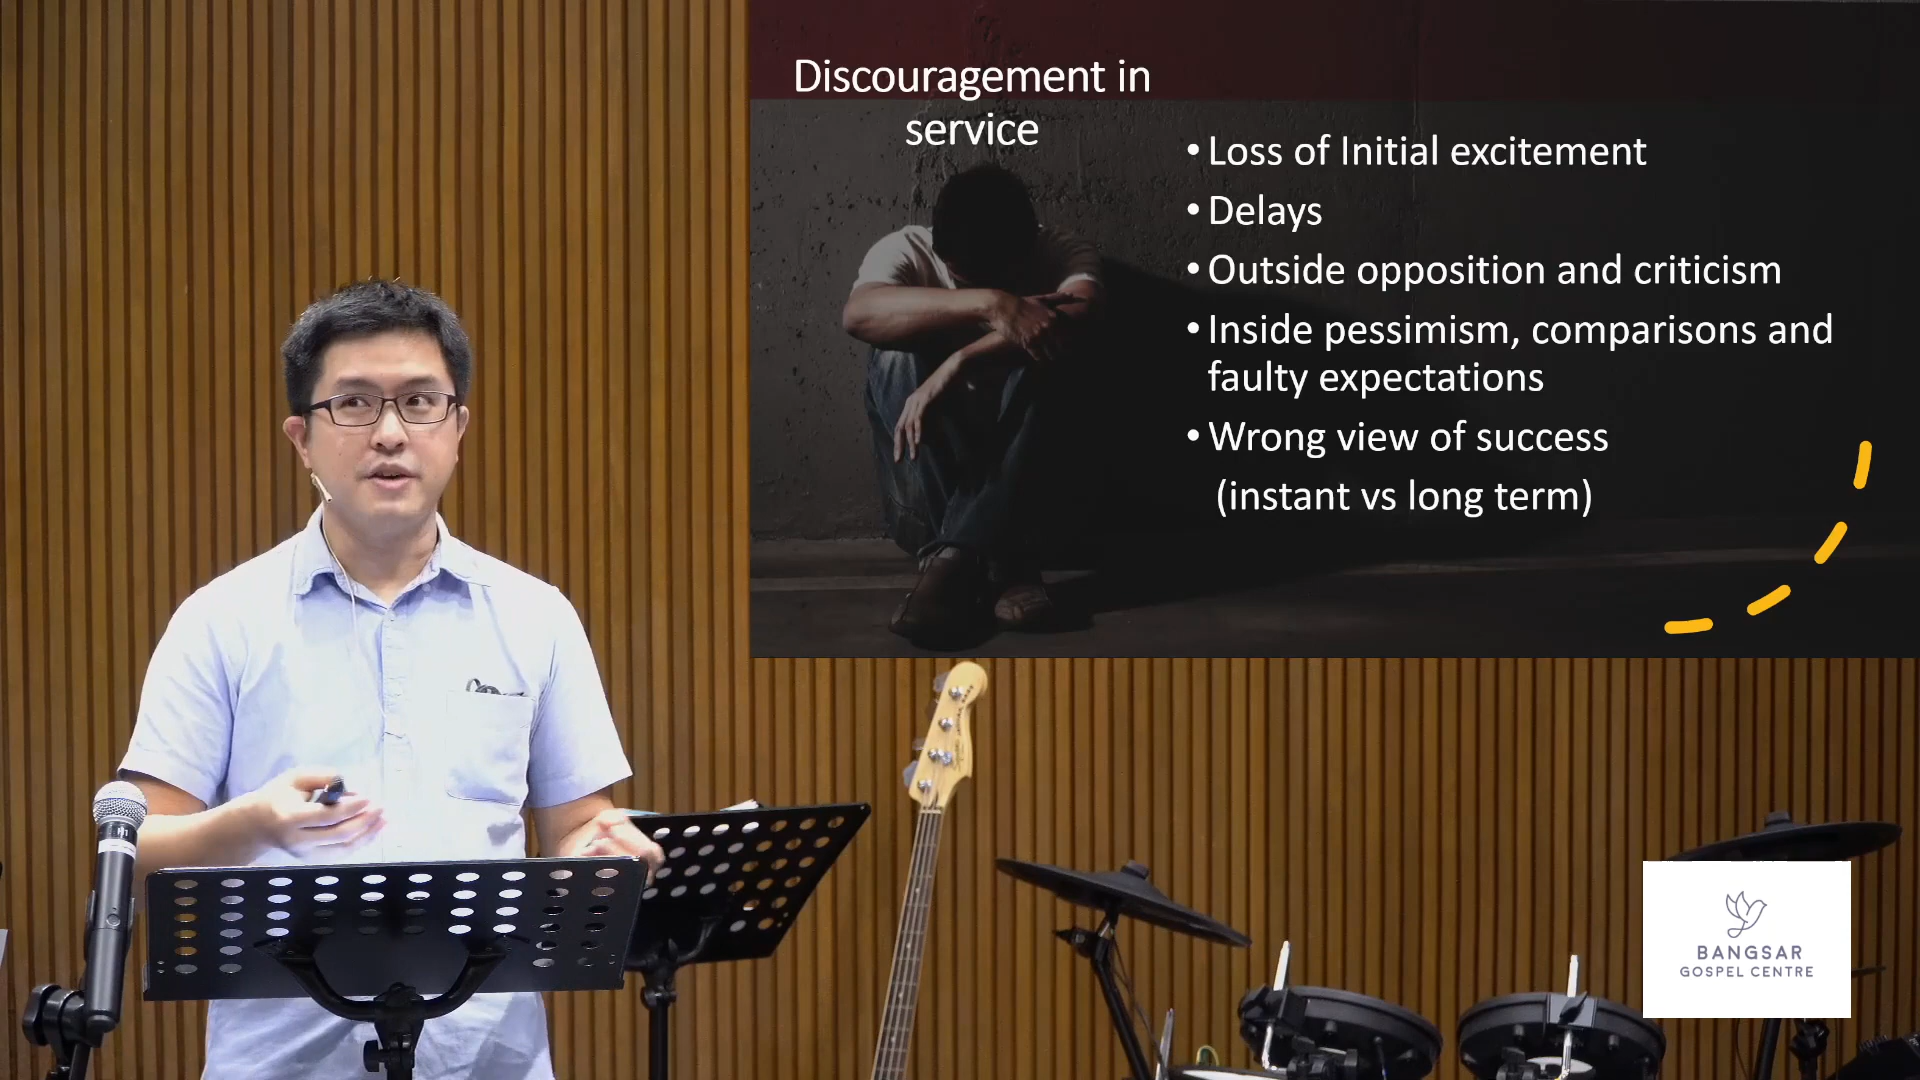 Discouragement in
service
• Loss of Initial excitement
• Delays
• Outside opposition and criticism
• Inside pessimism, comparisons and
faulty expectations
• Wrong view of success
(instant vs long term)
BANGSAR
GOSPEL CENTRE